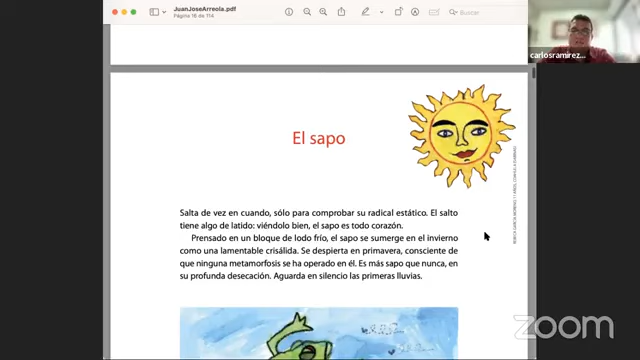 JuanJoseArreola.pdf
Página 16 de 114
Buscar
carlosramirez...
El sapo
Salta de vez en cuando, sólo para comprobar su radical estático. El salto
tiene algo de latido: viéndolo bien, el sapo es todo corazón.
Prensado en un bloque de lodo frío, el sapo se sumerge en el invierno
como una lamentable crisálida. Se despierta en primavera, consciente de
que ninguna metamorfosis se ha operado en él. Es más sapo que nunca, en
su profunda desecación. Aguarda en silencio las primeras lluvias.
zoom